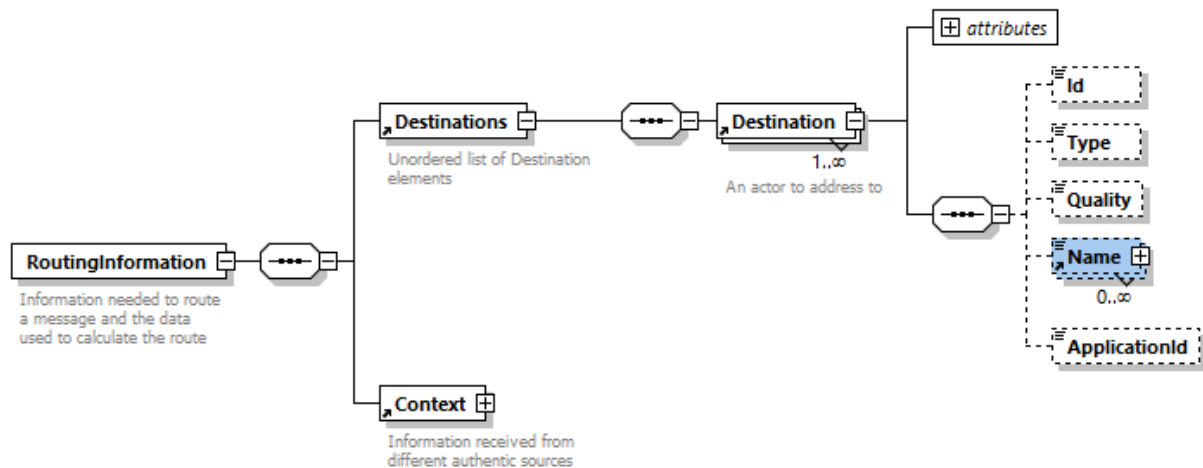 attributes
Id
Destinations
Destination
Type
Unordered list of Destination
elements
1..∞
An actor to address to
Quality
RoutingInformation
Name
Information needed to route
a message and the data
used to calculate the route
0..∞
ApplicationId
Context
Information received from
different authentic sources